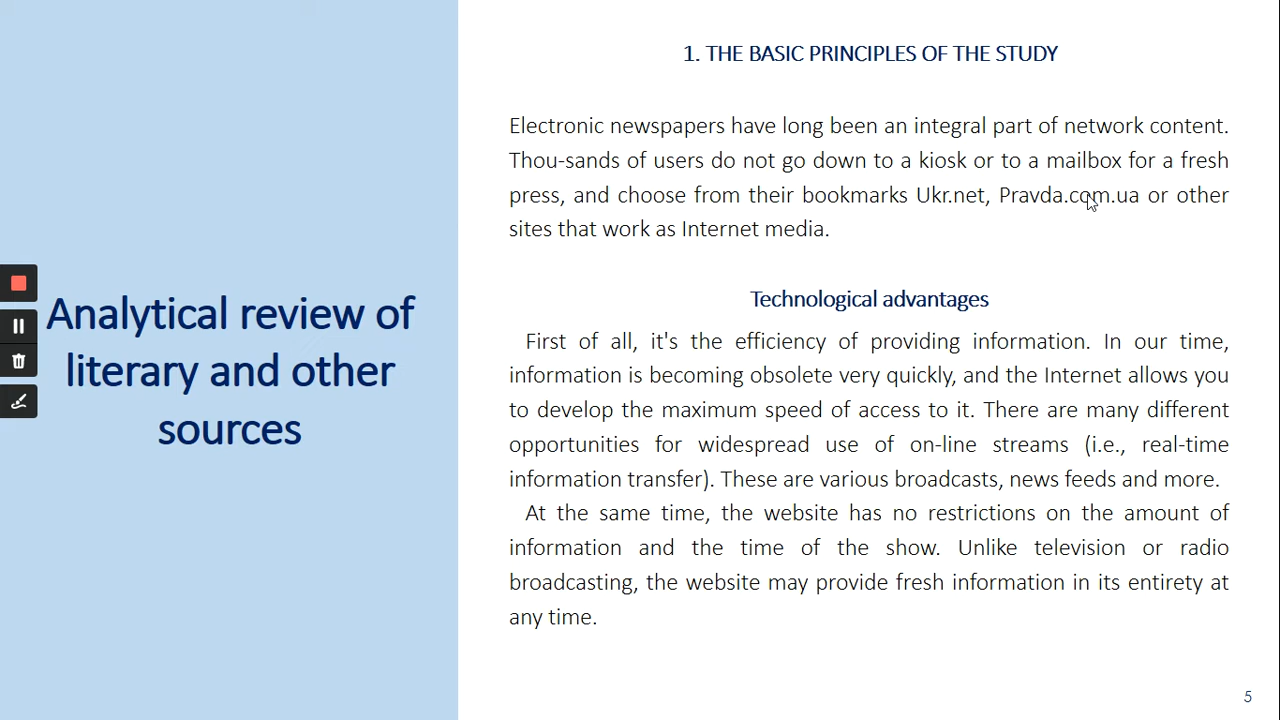 Analytical review of
literary and other
sources
1. THE BASIC PRINCIPLES OF THE STUDY
Electronic newspapers have long been an integral part of network content.
Thou-sands of users do not go down to a kiosk or to a mailbox for a fresh
press, and choose from their bookmarks Ukr.net, Pravda.com.ua or other
sites that work as Internet media.
Technological advantages
First of all, it's the efficiency of providing information. In our time,
information is becoming obsolete very quickly, and the Internet allows you
to develop the maximum speed of access to it. There are many different
opportunities for widespread use of on-line streams (i.e., real-time
information transfer). These are various broadcasts, news feeds and more.
At the same time, the website has no restrictions on the amount of
information and the time of the show. Unlike television or radio
broadcasting, the website may provide fresh information in its entirety at
any time.
5